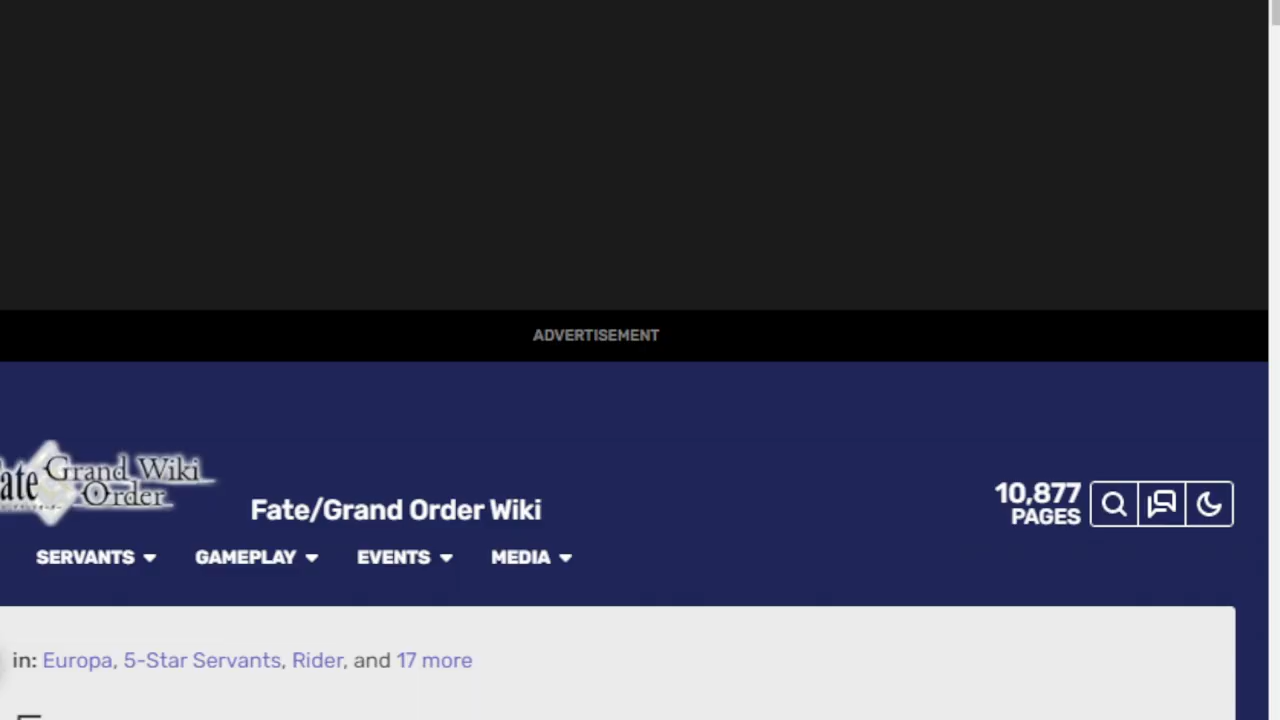 ADVERTISEMENT
ate Grand Wiki
Order
Fate/Grand Order Wiki
10,877
PAGES
SERVANTS
GAMEPLAY
EVENTS
MEDIA
in: Europa, 5-Star Servants, Rider, and 17 more